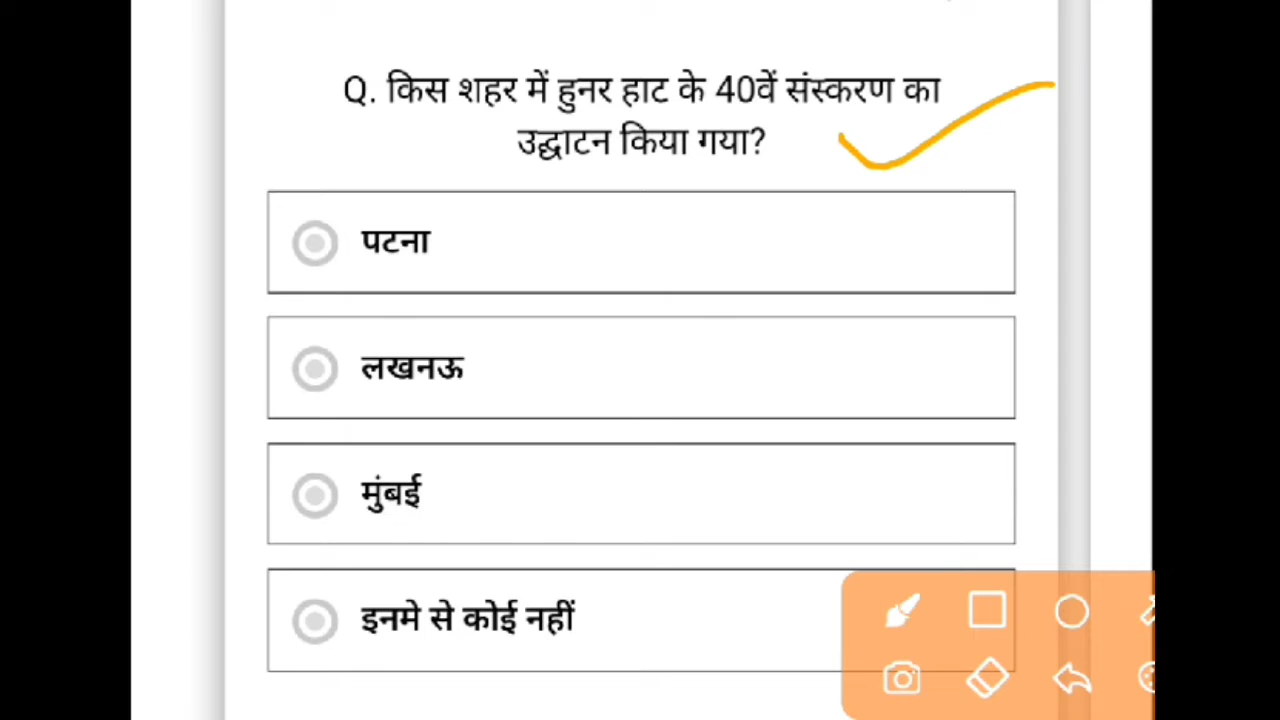 Q. किस शहर में हुनर हाट के 40वें संस्करण का
उद्घाटन किया गया?
पटना
लखनऊ
मुंबई
इनमे से कोई नहीं